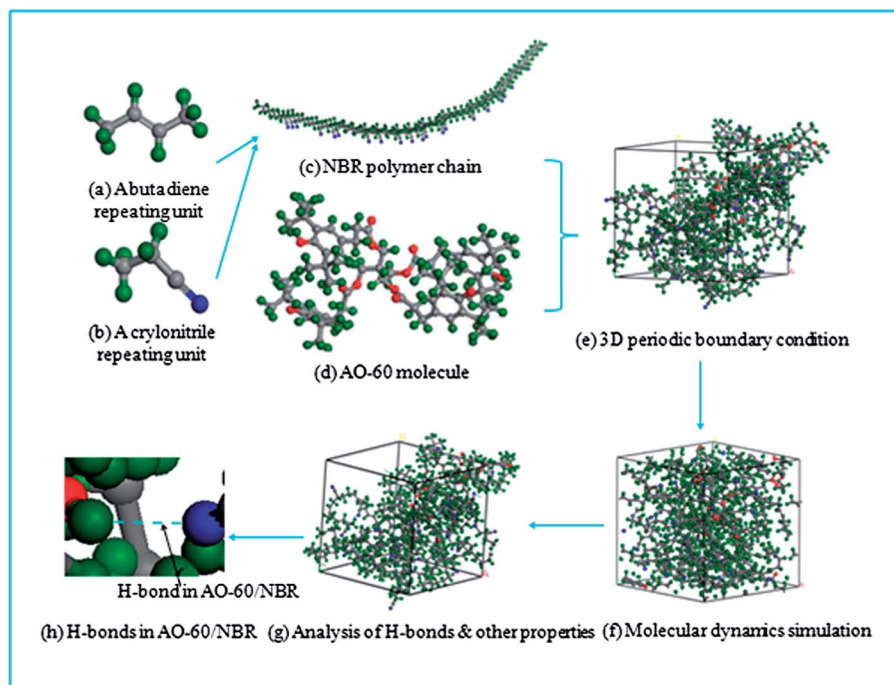 (a) Abutadiene
repeating unit
(b) Acrylonitrile
repeating unit
(c) NBR polymer chain
(d) AO-60 molecule
(e) 3D periodic boundary condition
H-bond in AO-60/NBR
(h) H-bonds in AO-60/NBR
(g) Analysis of H-bonds & other properties
(f) Molecular dynamics simulation